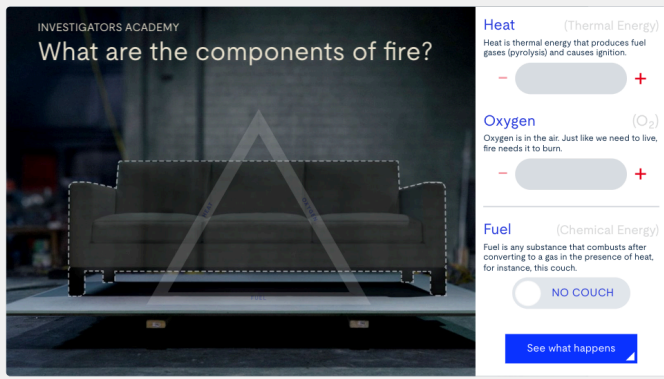 INVESTIGATORS ACADEMY
What are the components of fire?
FUEL
Heat (Thermal Energy)
Heat is thermal energy that produces fuel
gases (pyrolysis) and causes ignition.
− +
Oxygen (O₂)
Oxygen is in the air. Just like we need to live,
fire needs it to burn.
− +
Fuel (Chemical Energy)
Fuel is any substance that combusts after
converting to a gas in the presence of heat,
for instance, this couch.
NO COUCH
See what happens